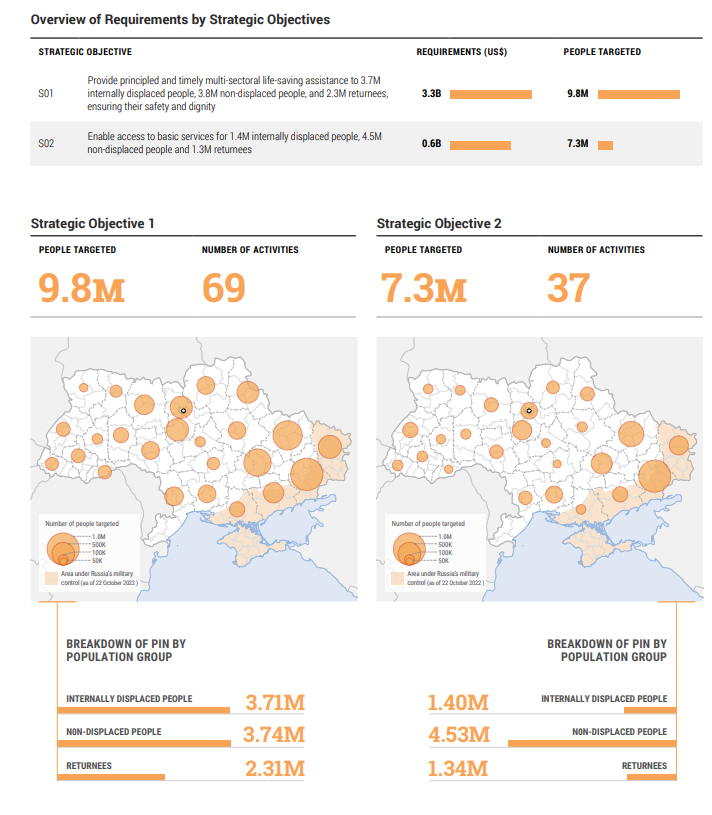 Overview of Requirements by Strategic Objectives
STRATEGIC OBJECTIVE
REQUIREMENTS (US$)
PEOPLE TARGETED
S01
Provide principled and timely multi-sectoral life-saving assistance to 3.7M
internally displaced people, 3.8M non-displaced people, and 2.3M returnees,
ensuring their safety and dignity
3.3B
9.8M
S02
Enable access to basic services for 1.4M internally displaced people, 4.5M
non-displaced people and 1.3M returnees
0.6B
7.3M
Strategic Objective 1
PEOPLE TARGETED
NUMBER OF ACTIVITIES
9.8M
69
Number of people targeted
1.0M
500K
100K
50K
Area under Russia's military
control (as of 22 October 2022)
BREAKDOWN OF PIN BY
POPULATION GROUP
INTERNALLY DISPLACED PEOPLE
3.71M
NON-DISPLACED PEOPLE
3.74M
RETURNEES
2.31M
Strategic Objective 2
PEOPLE TARGETED
NUMBER OF ACTIVITIES
7.3M
37
Number of people targeted
1.0M
500K
100K
50K
Area under Russia's military
control (as of 22 October 2022)
BREAKDOWN OF PIN BY
POPULATION GROUP
1.40M
INTERNALLY DISPLACED PEOPLE
4.53M
NON-DISPLACED PEOPLE
1.34M
RETURNEES